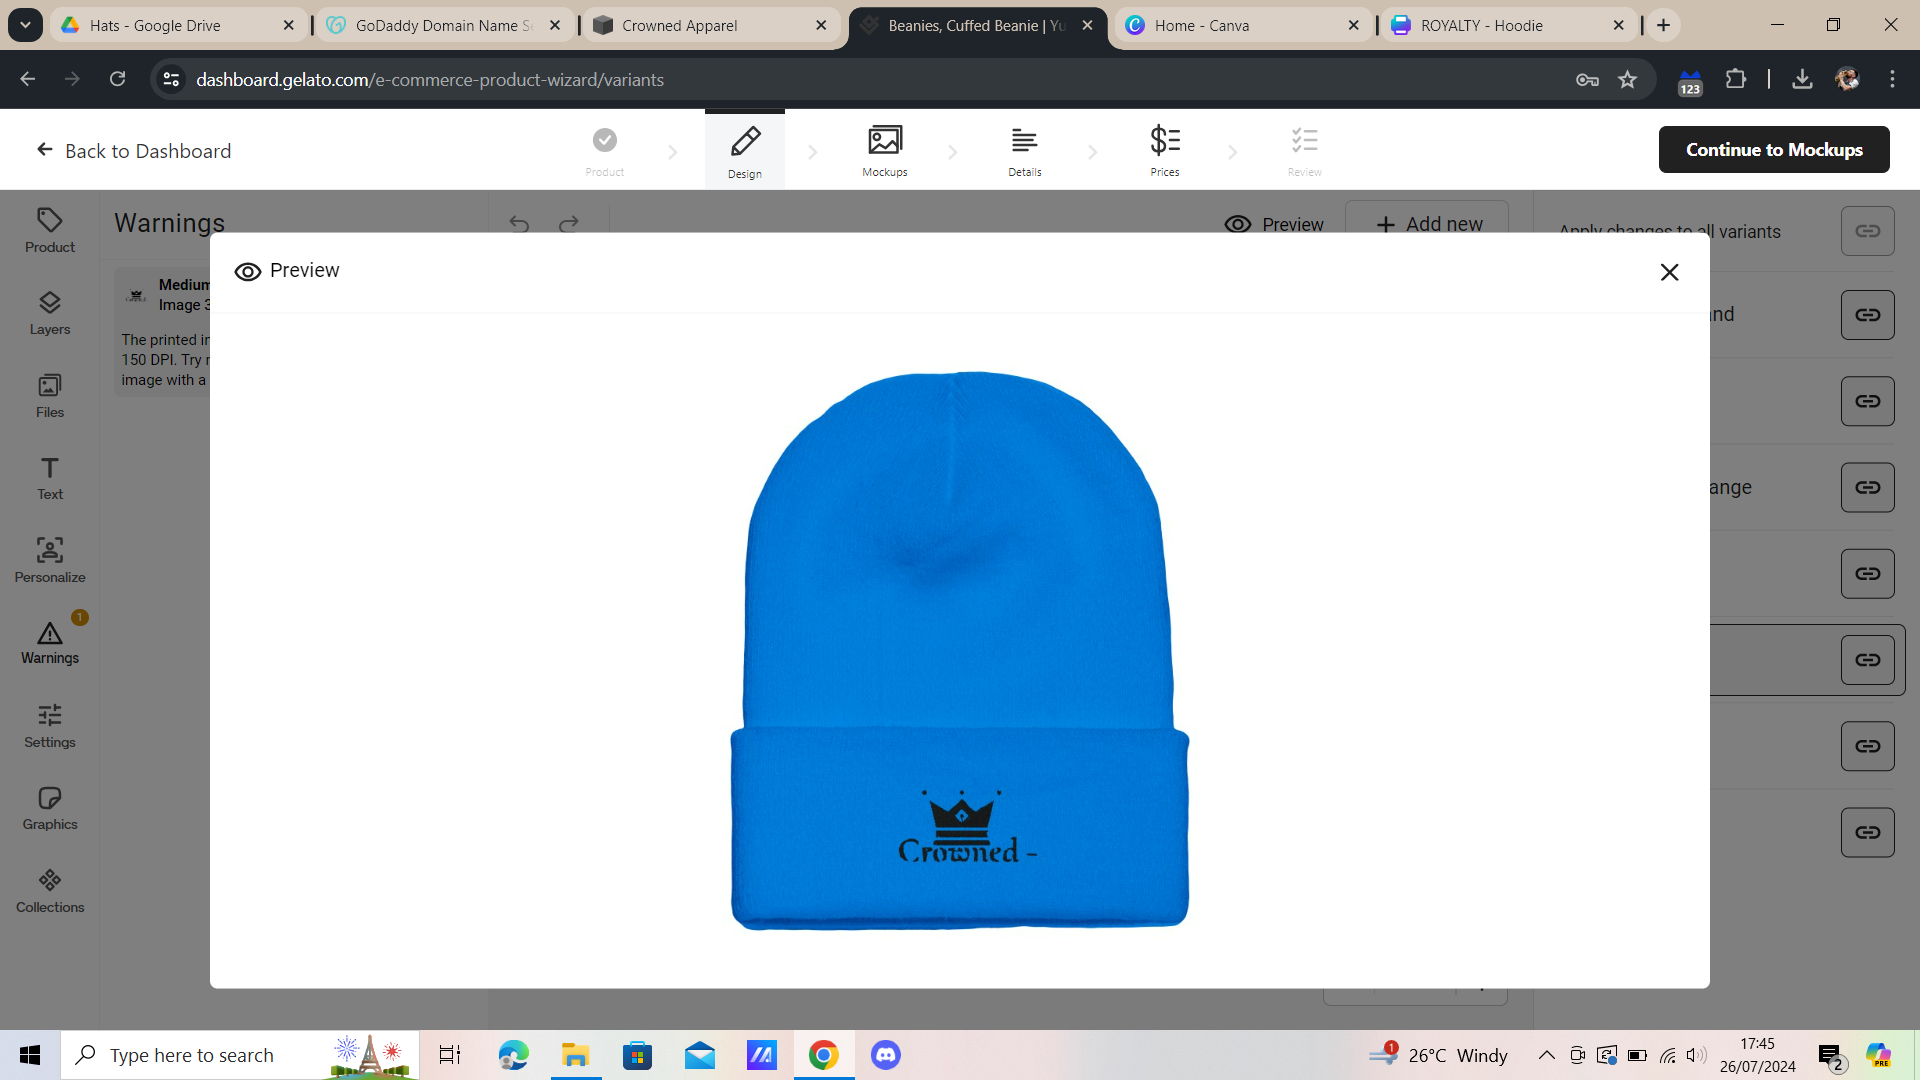 Hats - Google Drive
GoDaddy Domain Name Se
Crowned Apparel
Beanies, Cuffed Beanie | Yu
Home - Canva
ROYALTY - Hoodie
dashboard.gelato.com/e-commerce-product-wizard/variants
123
Back to Dashboard
Product
Design
Mockups
Details
Prices
Review
Continue to Mockups
Product
Layers
Files
Text
Personalize
1
Warnings
Settings
Graphics
Collections
Warnings
Medium
Image 3
The printed in
150 DPI. Try r
image with a
Preview
Add new
Apply changes to all variants
Preview
Crowned -
Type here to search
1
26°C Windy
17:45
26/07/2024
2
PRE